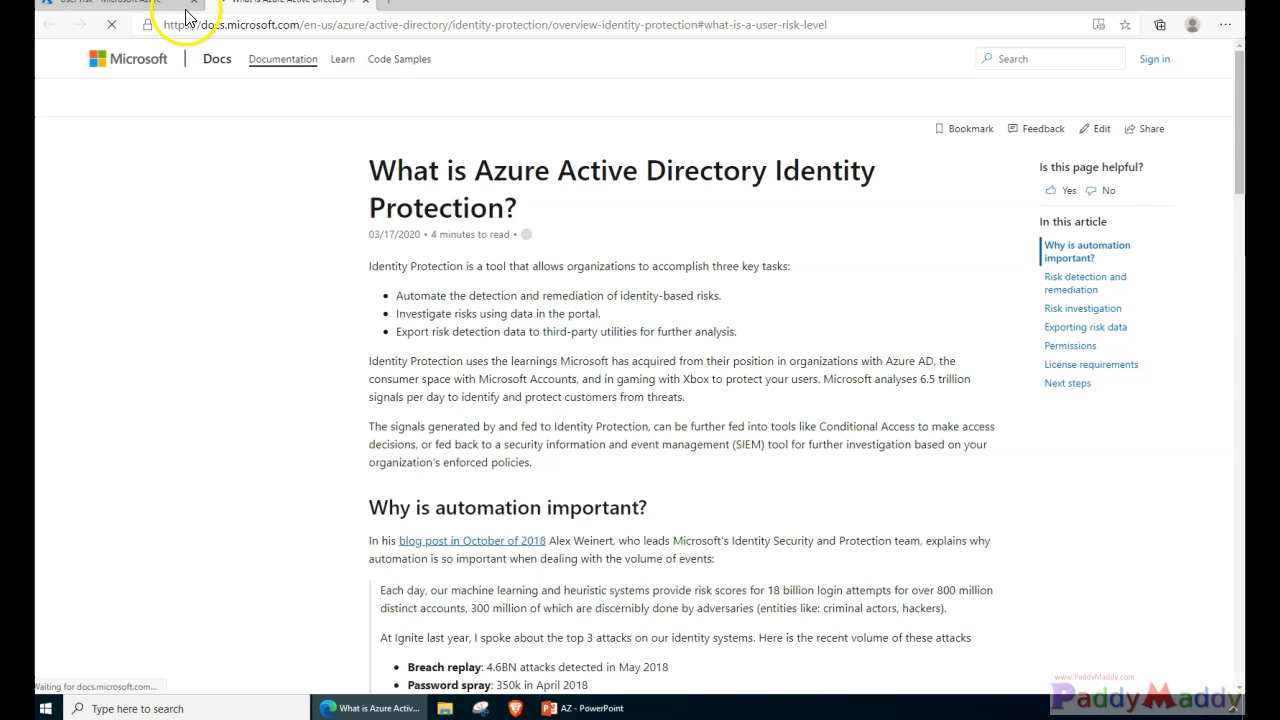 User risk - Microsoft Azure
What is Azure Active Directory I
https://docs.microsoft.com/en-us/azure/active-directory/identity-protection/overview-identity-protection#what-is-a-user-risk-level
Microsoft
Docs
Documentation
Learn
Code Samples
Search
Sign in
Bookmark
Feedback
Edit
Share
What is Azure Active Directory Identity
Protection?
03/17/2020 • 4 minutes to read •
Is this page helpful?
Yes
No
In this article
Why is automation
important?
Risk detection and
remediation
Risk investigation
Exporting risk data
Permissions
License requirements
Next steps
Identity Protection is a tool that allows organizations to accomplish three key tasks:
• Automate the detection and remediation of identity-based risks.
• Investigate risks using data in the portal.
• Export risk detection data to third-party utilities for further analysis.
Identity Protection uses the learnings Microsoft has acquired from their position in organizations with Azure AD, the
consumer space with Microsoft Accounts, and in gaming with Xbox to protect your users. Microsoft analyses 6.5 trillion
signals per day to identify and protect customers from threats.
The signals generated by and fed to Identity Protection, can be further fed into tools like Conditional Access to make access
decisions, or fed back to a security information and event management (SIEM) tool for further investigation based on your
organization's enforced policies.
Why is automation important?
In his blog post in October of 2018 Alex Weinert, who leads Microsoft's Identity Security and Protection team, explains why
automation is so important when dealing with the volume of events:
Each day, our machine learning and heuristic systems provide risk scores for 18 billion login attempts for over 800 million
distinct accounts, 300 million of which are discernibly done by adversaries (entities like: criminal actors, hackers).
At Ignite last year, I spoke about the top 3 attacks on our identity systems. Here is the recent volume of these attacks
• Breach replay: 4.6BN attacks detected in May 2018
• Password spray: 350k in April 2018
Waiting for docs.microsoft.com...
www.PaddyMaddy.com
PaddyMaddy
Type here to search
What is Azure Activ...
AZ - PowerPoint